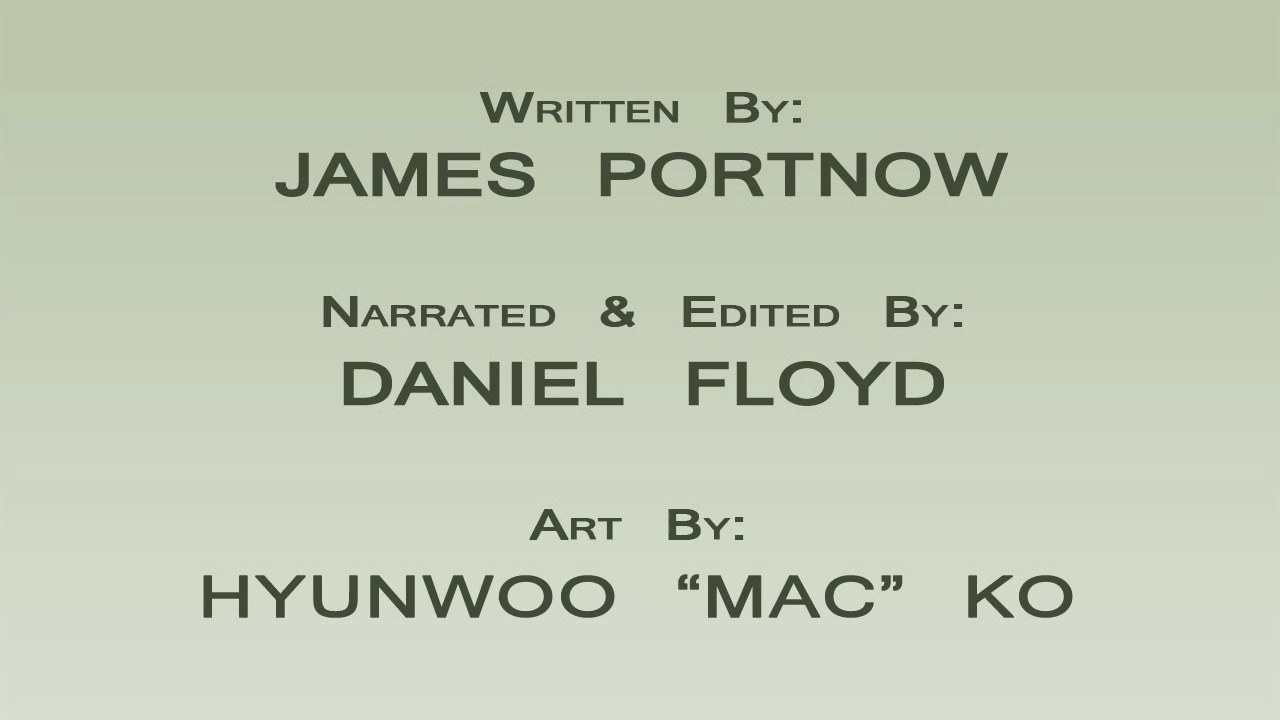 Written By:
JAMES PORTNOW
Narrated & Edited By:
DANIEL FLOYD
Art By:
HYUNWOO “MAC” KO